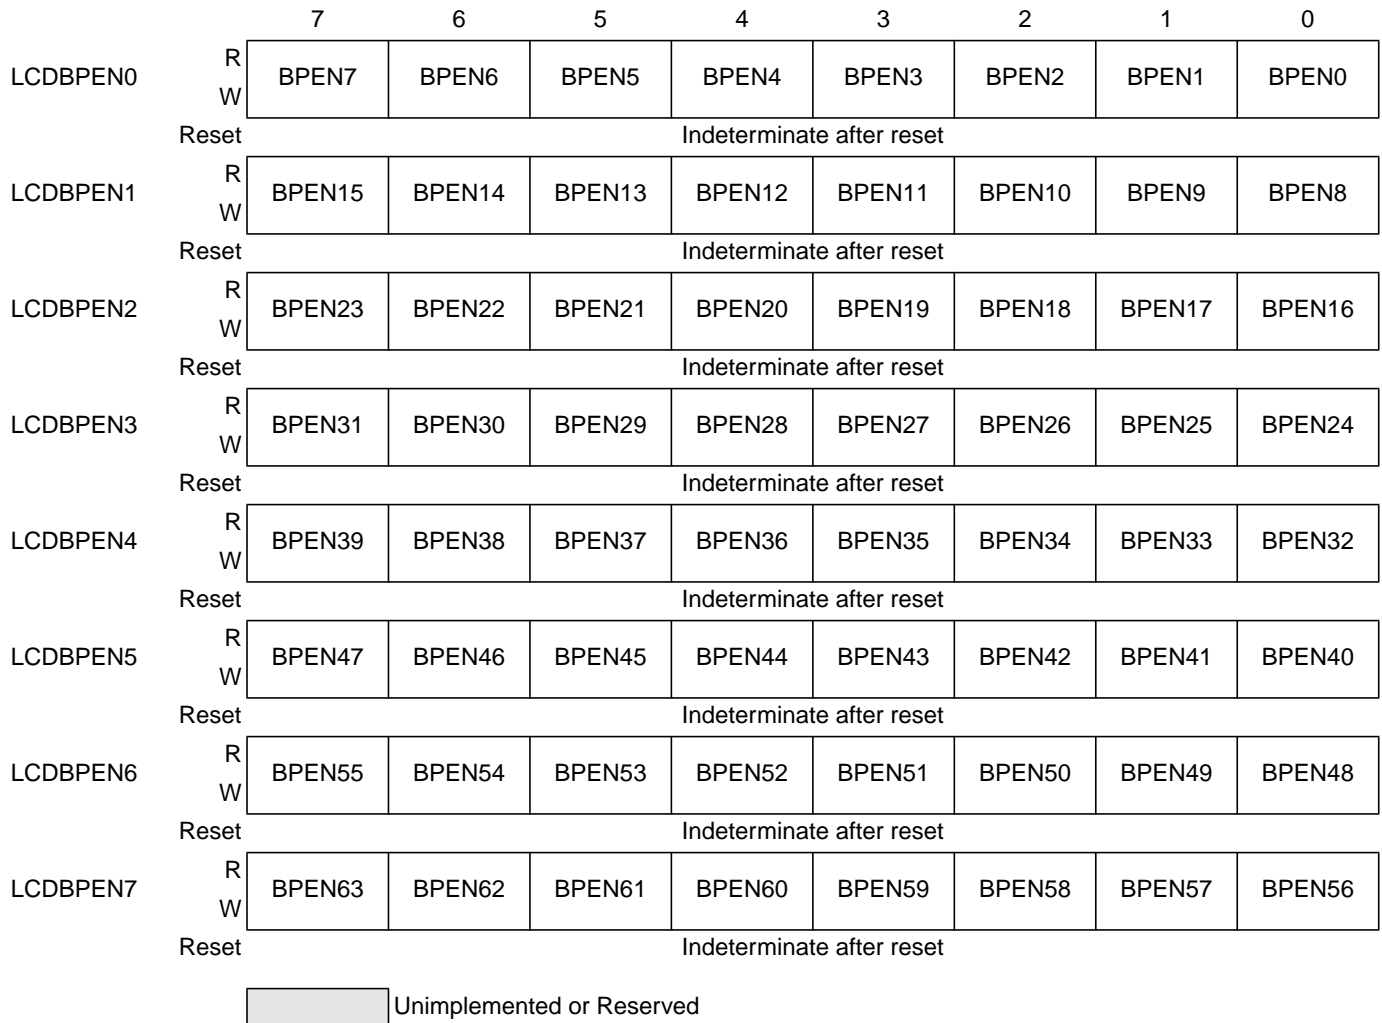 7 6 5 4 3 2 1 0
R
LCDBPEN0 BPEN7 BPEN6 BPEN5 BPEN4 BPEN3 BPEN2 BPEN1 BPEN0
W
Reset Indeterminate after reset
R
LCDBPEN1 BPEN15 BPEN14 BPEN13 BPEN12 BPEN11 BPEN10 BPEN9 BPEN8
W
Reset Indeterminate after reset
R
LCDBPEN2 BPEN23 BPEN22 BPEN21 BPEN20 BPEN19 BPEN18 BPEN17 BPEN16
W
Reset Indeterminate after reset
R
LCDBPEN3 BPEN31 BPEN30 BPEN29 BPEN28 BPEN27 BPEN26 BPEN25 BPEN24
W
Reset Indeterminate after reset
R
LCDBPEN4 BPEN39 BPEN38 BPEN37 BPEN36 BPEN35 BPEN34 BPEN33 BPEN32
W
Reset Indeterminate after reset
R
LCDBPEN5 BPEN47 BPEN46 BPEN45 BPEN44 BPEN43 BPEN42 BPEN41 BPEN40
W
Reset Indeterminate after reset
R
LCDBPEN6 BPEN55 BPEN54 BPEN53 BPEN52 BPEN51 BPEN50 BPEN49 BPEN48
W
Reset Indeterminate after reset
R
LCDBPEN7 BPEN63 BPEN62 BPEN61 BPEN60 BPEN59 BPEN58 BPEN57 BPEN56
W
Reset Indeterminate after reset
Unimplemented or Reserved